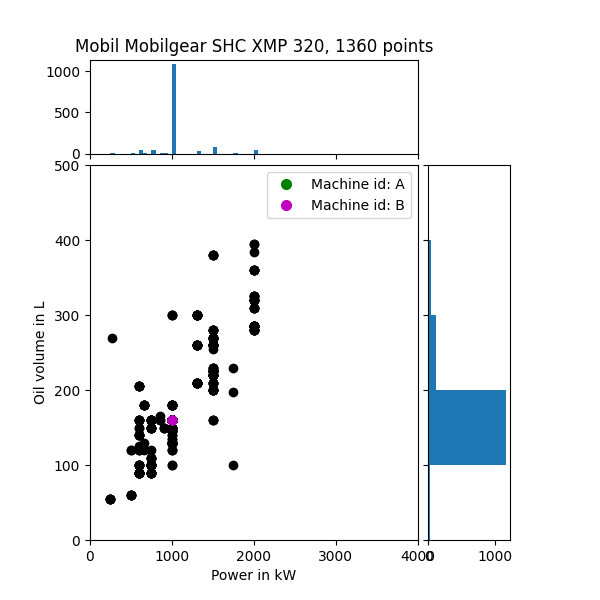 Mobil Mobilgear SHC XMP 320, 1360 points
1000
500
0
500
400
300
200
100
0
Oil volume in L
Machine id: A
Machine id: B
0 1000 2000 3000 4000
0 1000
Power in kW